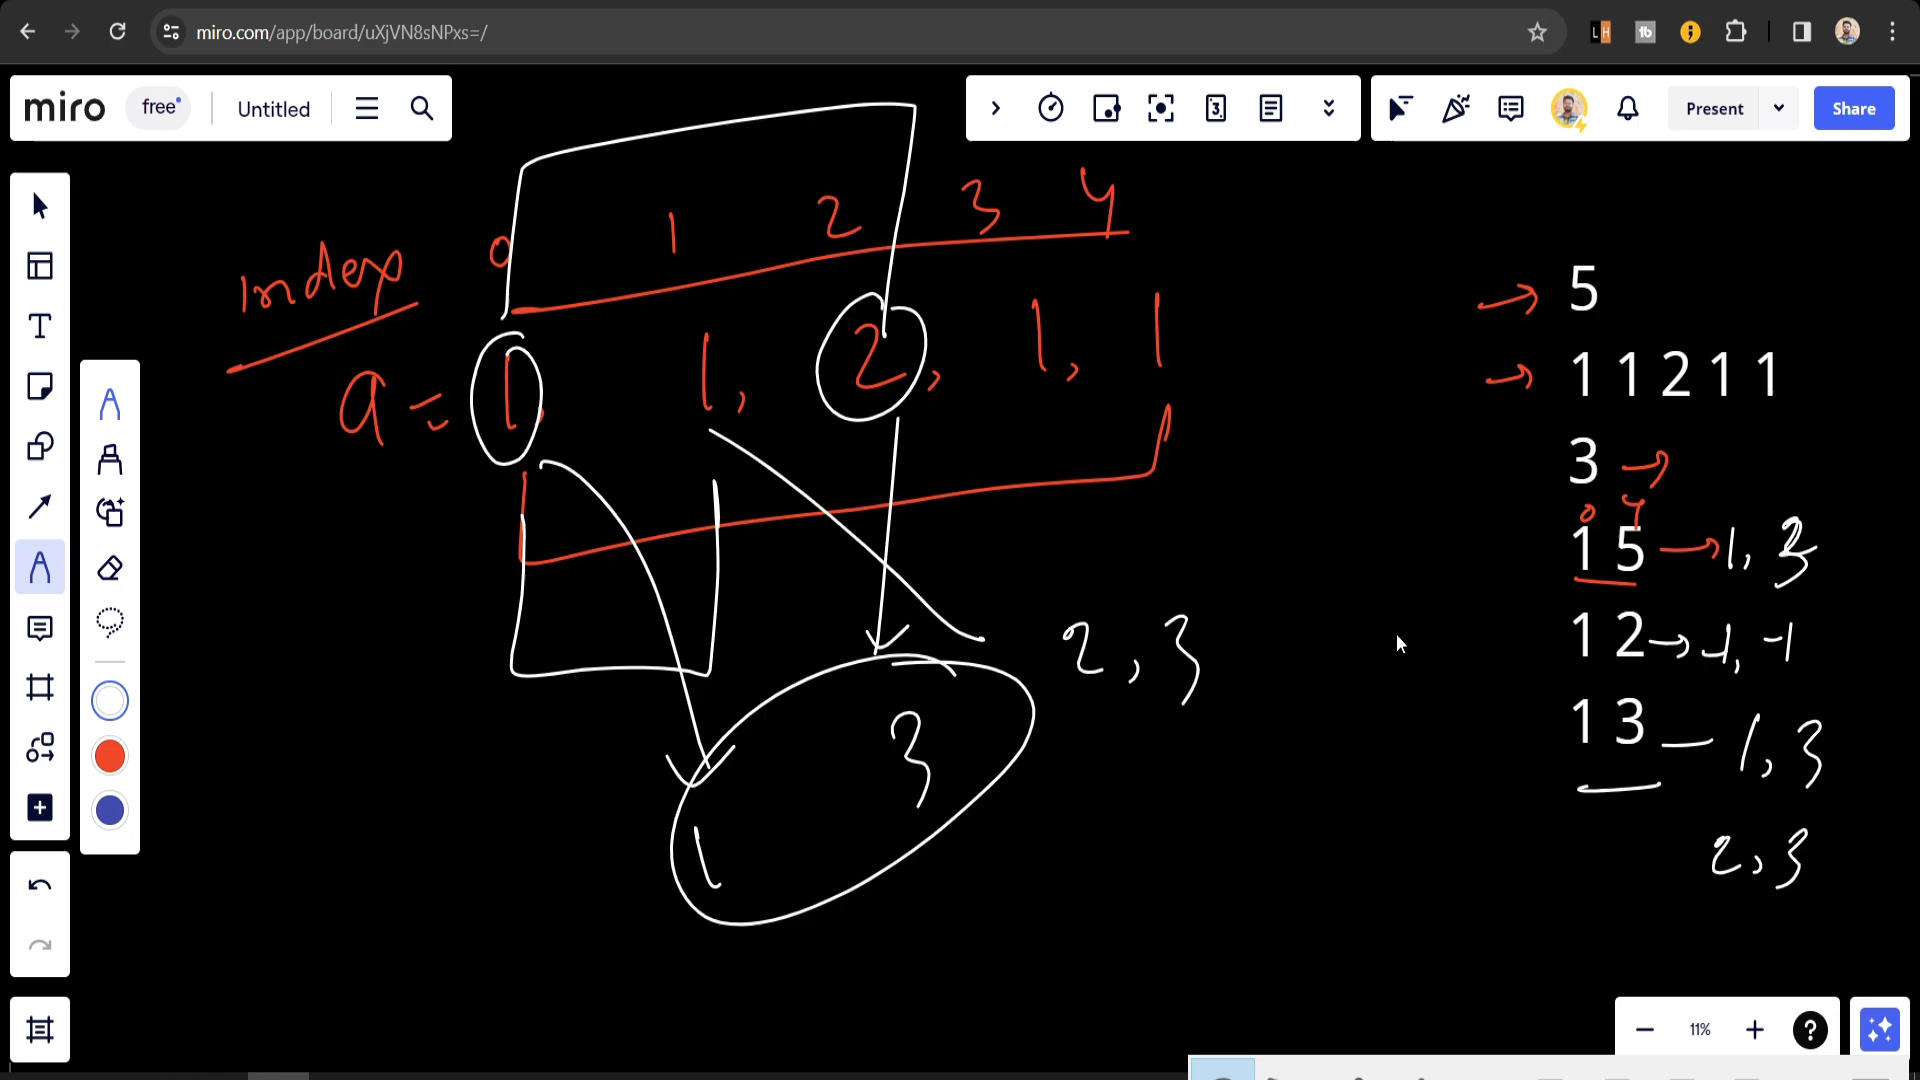 miro.com/app/board/uXjVN8sNPxs=/
miro free Untitled
Present Share
index 0 1 2 3 4
a = 1, 1, 2, 1, 1
2, 3
3
1
5
1 1 2 1 1
3
0 4
1 5 → 1, 3
1 2 → -1, -1
1 3 — 1, 3
2, 3
11%